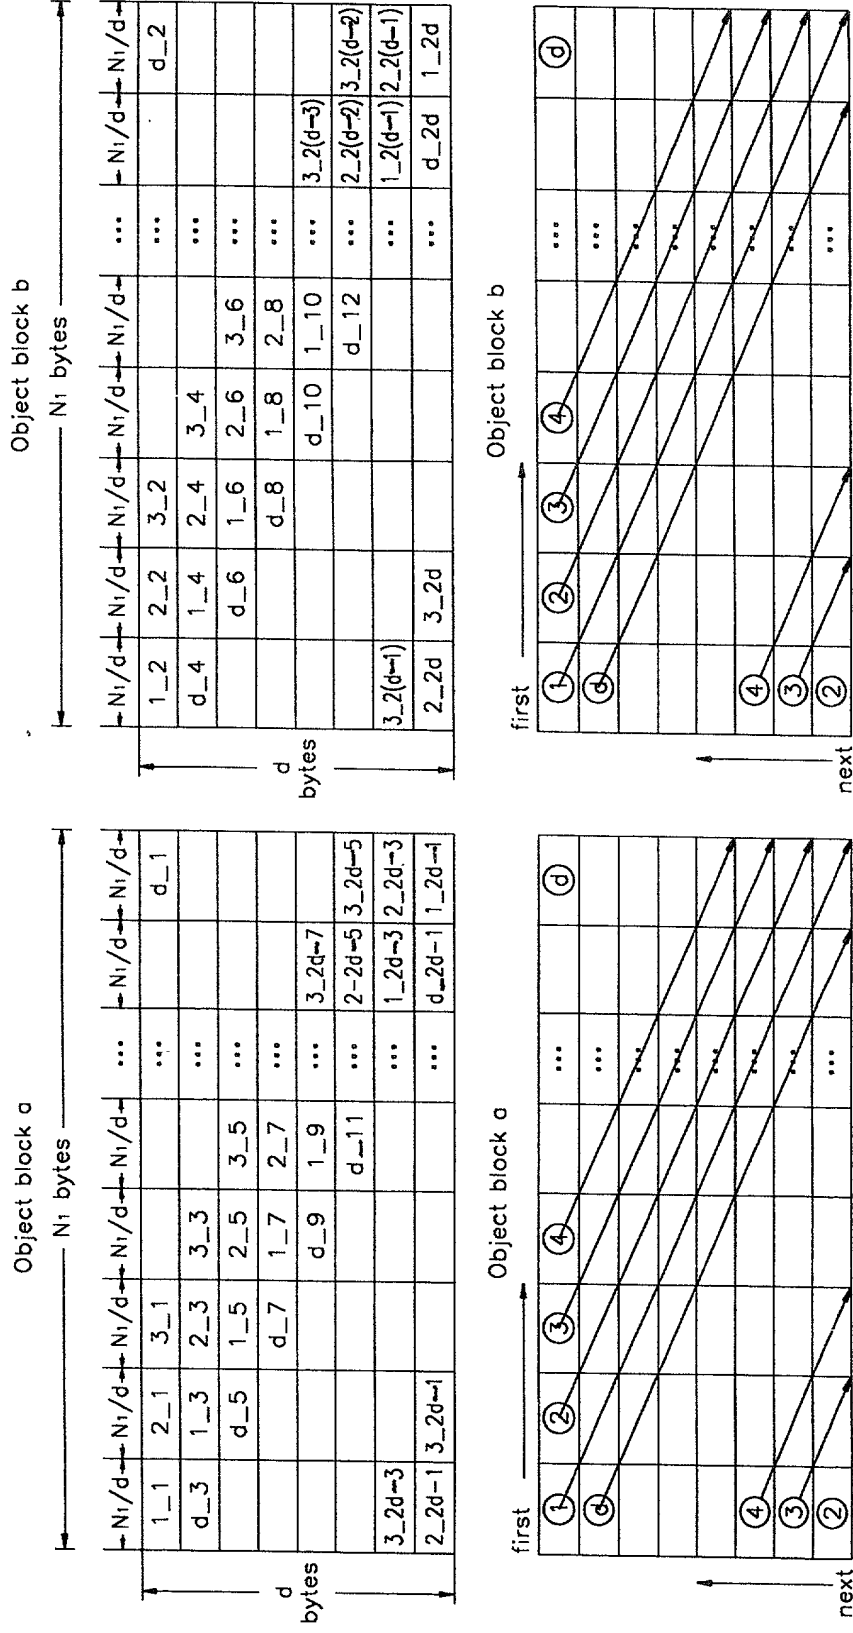 Object block a
N1 bytes
N1/d N1/d N1/d N1/d N1/d ... N1/d N1/d
d
bytes
1_1 2_1 3_1 ... d_1
d_3 1_3 2_3 3_3 ...
d_5 1_5 2_5 3_5 ...
d_7 1_7 2_7 ...
d_9 1_9 ... 3_2d-7
d_11 ... 2-2d-5 3_2d-5
3_2d-3 ... 1_2d-3 2_2d-3
2_2d-1 3_2d-1 ... d_2d-1 1_2d-1
Object block b
N1 bytes
N1/d N1/d N1/d N1/d N1/d ... N1/d N1/d
d
bytes
1_2 2_2 3_2 ... d_2
d_4 1_4 2_4 3_4 ...
d_6 1_6 2_6 3_6 ...
d_8 1_8 2_8 ...
d_10 1_10 ... 3_2(d-3)
d_12 ... 2_2(d-2) 3_2(d-2)
3_2(d-1) ... 1_2(d-1) 2_2(d-1)
2_2d 3_2d ... d_2d 1_2d
Object block a
first
1 2 3 4 ... d
d ...
...
...
...
...
4
3 ...
2 ...
next
Object block b
first
1 2 3 4 ... d
d ...
...
...
...
...
4
3 ...
2 ...
next